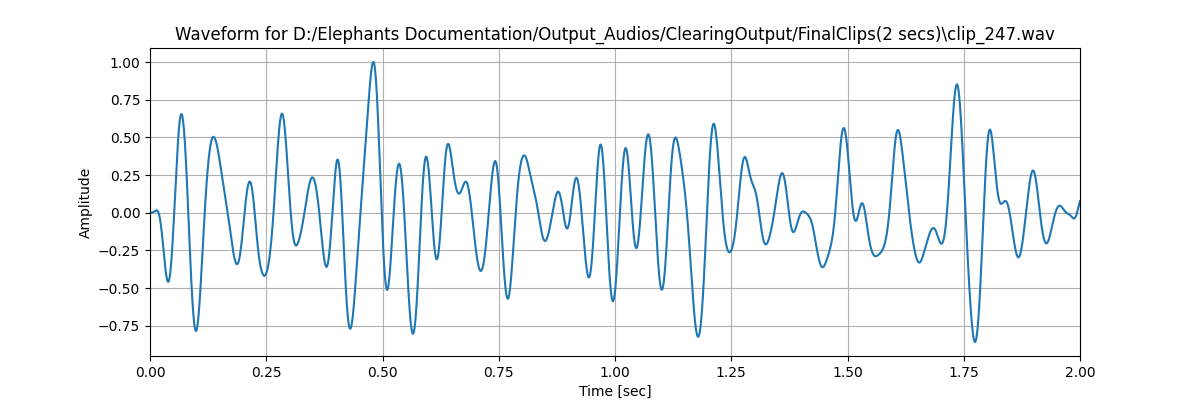 Waveform for D:/Elephants Documentation/Output_Audios/ClearingOutput/FinalClips(2 secs)\clip_247.wav
1.00
0.75
0.50
0.25
0.00
−0.25
−0.50
−0.75
Amplitude
0.00 0.25 0.50 0.75 1.00 1.25 1.50 1.75 2.00
Time [sec]